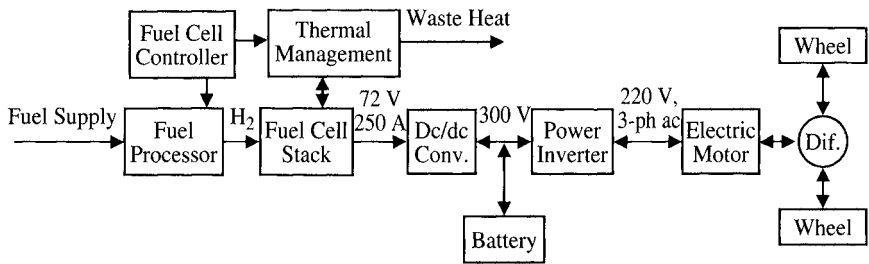 Fuel Cell
Controller
Thermal
Management
Waste Heat
Wheel
Fuel Supply
Fuel
Processor
H2
Fuel Cell
Stack
72 V
250 A
Dc/dc
Conv.
300 V
Power
Inverter
220 V,
3-ph ac
Electric
Motor
Dif.
Battery
Wheel